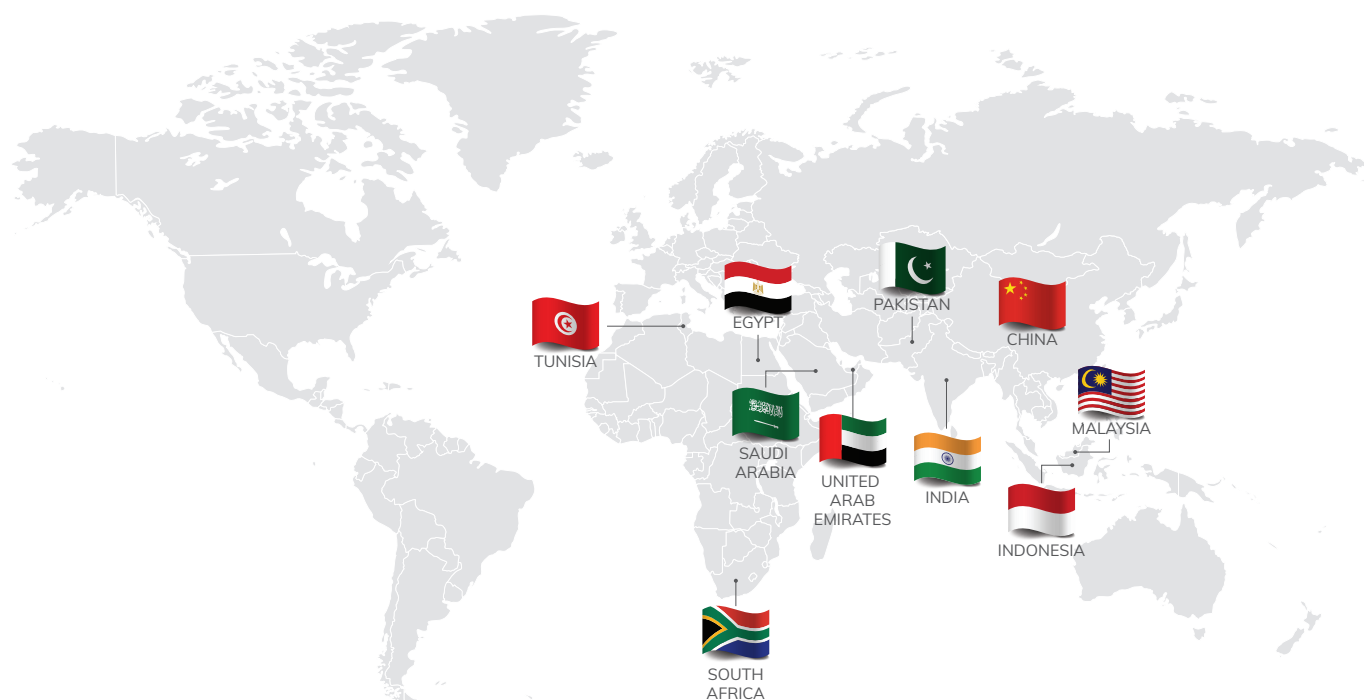 PAKISTAN
EGYPT
CHINA
TUNISIA
MALAYSIA
SAUDI
ARABIA
UNITED
ARAB
EMIRATES
INDIA
INDONESIA
SOUTH
AFRICA